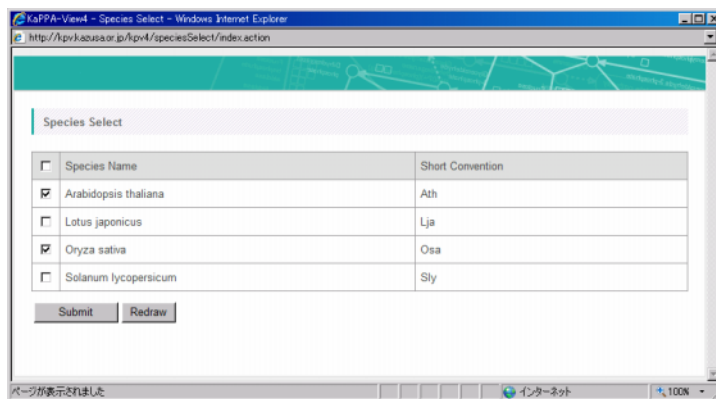 KaPPA-View4 - Species Select - Windows Internet Explorer
http://kpv.kazusa.or.jp/kpv4/speciesSelect/index.action
Species Select
Species Name Short Convention
Arabidopsis thaliana Ath
Lotus japonicus Lja
Oryza sativa Osa
Solanum lycopersicum Sly
Submit Redraw
ページが表示されました インターネット 100%